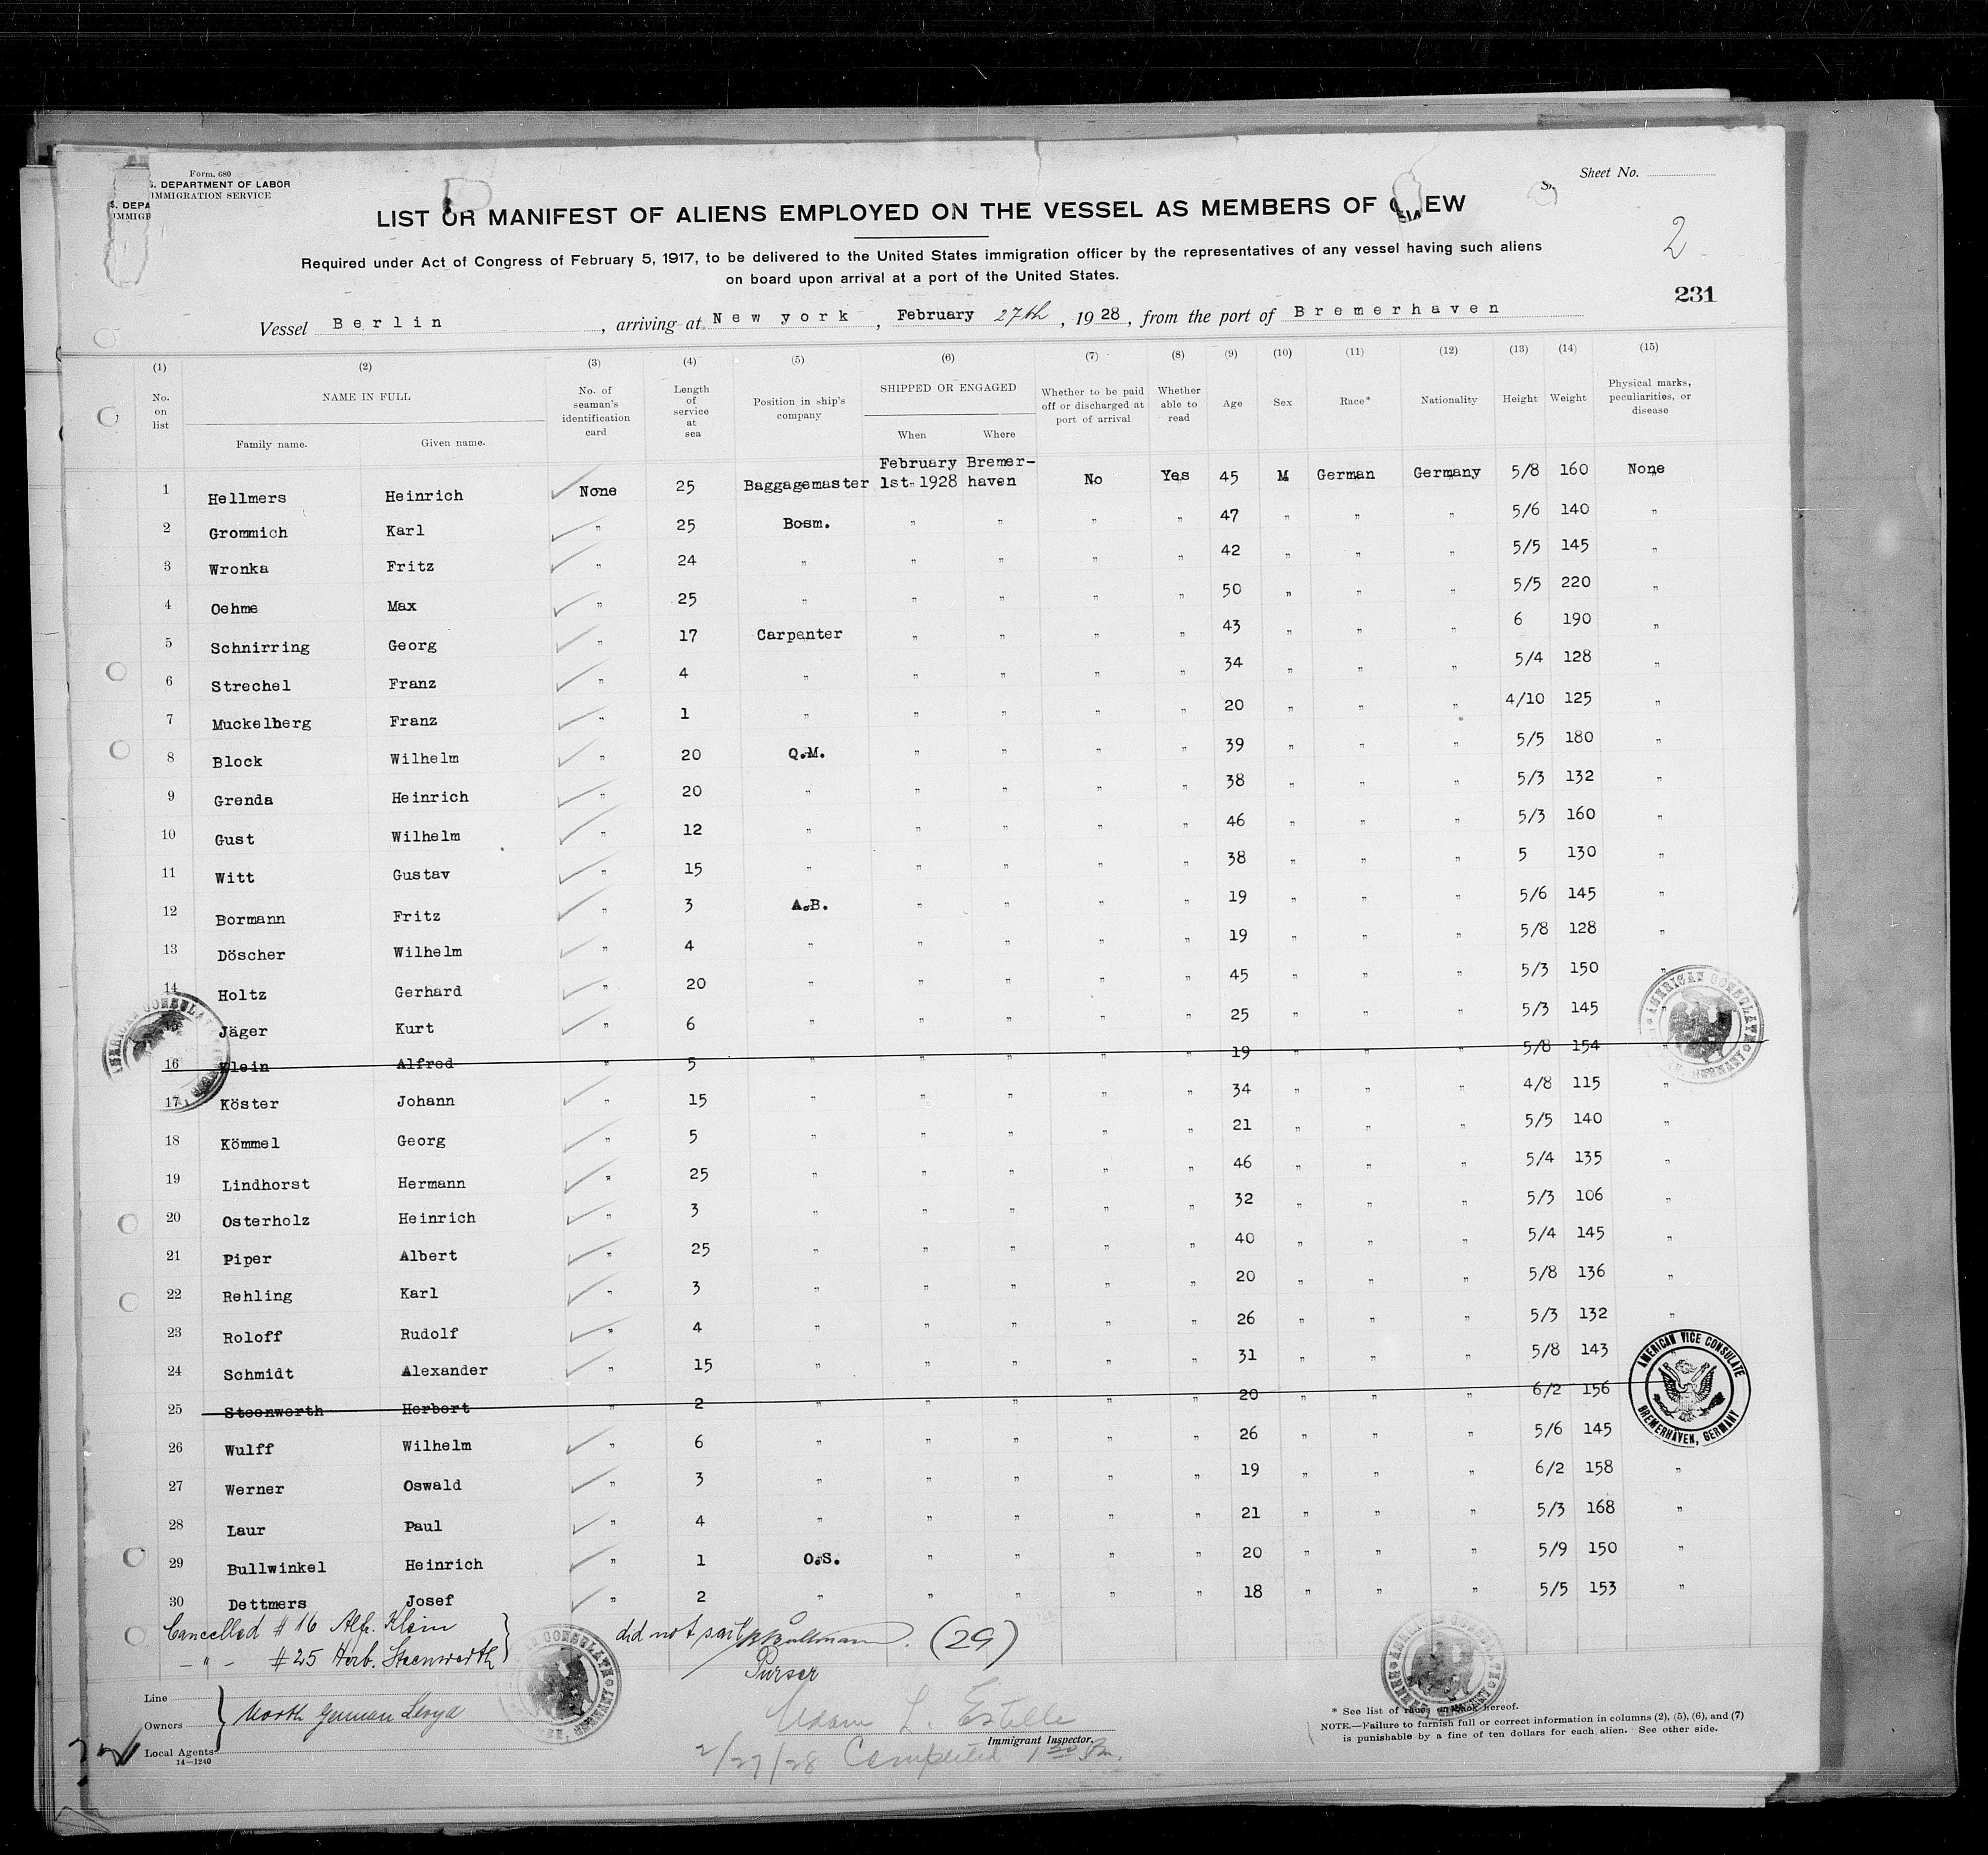 Form. 680
S. DEPARTMENT OF LABOR
IMMIGRATION SERVICE
S. DEPA
IMMIGR
Sheet No.
LIST OR MANIFEST OF ALIENS EMPLOYED ON THE VESSEL AS MEMBERS OF EW
2
Required under Act of Congress of February 5, 1917, to be delivered to the United States immigration officer by the representatives of any vessel having such aliens
on board upon arrival at a port of the United States.
231
Vessel Berlin, arriving at New york, February 27th, 1928, from the port of Bremerhaven
(1) (2) (3) (4) (5) (6) (7) (8) (9) (10) (11) (12) (13) (14) (15)
No. on list NAME IN FULL Family name. Given name. No. of seaman's identification card Length of service at sea Position in ship's company SHIPPED OR ENGAGED When Where Whether to be paid off or discharged at port of arrival Whether able to read Age Sex Race* Nationality Height Weight Physical marks, peculiarities, or disease
1 Hellmers Heinrich None 25 Baggagemaster February 1st. 1928 Bremerhaven No Yes 45 M German Germany 5/8 160 None
2 Grommich Karl " 25 Bosm. " " " " 47 " " " 5/6 140 "
3 Wronka Fritz " 24 " " " " " 42 " " " 5/5 145 "
4 Oehme Max " 25 " " " " " 50 " " " 5/5 220 "
5 Schnirring Georg " 17 Carpenter " " " " 43 " " " 6 190 "
6 Strechel Franz " 4 " " " " " 34 " " " 5/4 128 "
7 Muckelberg Franz " 1 " " " " " 20 " " " 4/10 125 "
8 Block Wilhelm " 20 Q.M. " " " " 39 " " " 5/5 180 "
9 Grenda Heinrich " 20 " " " " " 38 " " " 5/3 132 "
10 Gust Wilhelm " 12 " " " " " 46 " " " 5/3 160 "
11 Witt Gustav " 15 " " " " " 38 " " " 5 130 "
12 Bormann Fritz " 3 A.B. " " " " 19 " " " 5/6 145 "
13 Döscher Wilhelm " 4 " " " " " 19 " " " 5/8 128 "
14 Holtz Gerhard " 20 " " " " " 45 " " " 5/3 150 "
15 Jäger Kurt " 6 " " " " " 25 " " " 5/3 145
16 Klein Alfred " 5 " " " " " 19 " " " 5/8 154 "
17 Köster Johann " 15 " " " " " 34 " " " 4/8 115 "
18 Kömmel Georg " 5 " " " " " 21 " " " 5/5 140 "
19 Lindhorst Hermann " 25 " " " " " 46 " " " 5/4 135 "
20 Osterholz Heinrich " 3 " " " " " 32 " " " 5/3 106 "
21 Piper Albert " 25 " " " " " 40 " " " 5/4 145 "
22 Rehling Karl " 3 " " " " " 20 " " " 5/8 136 "
23 Roloff Rudolf " 4 " " " " " 26 " " " 5/3 132 "
24 Schmidt Alexander " 15 " " " " " 31 " " " 5/8 143
25 Steenwerth Herbert " 2 " " " " " 20 " " " 6/2 156
26 Wulff Wilhelm " 6 " " " " " 26 " " " 5/6 145
27 Werner Oswald " 3 " " " " " 19 " " " 6/2 158 "
28 Laur Paul " 4 " " " " " 21 " " " 5/3 168 "
29 Bullwinkel Heinrich " 1 O.S. " " " " 20 " " " 5/9 150 "
30 Dettmers Josef " 2 " " " " " 18 " " " 5/5 153 "
AMERICAN CONSULATE
AMERICAN VICE CONSULATE
BREMERHAVEN, GERMANY
Cancelled # 16 Alfr. Klein
- " - # 25 Herb. Steenwerth
did not sail
(29)
Purser
Line
Owners
Local Agents
North German Lloyd
14—1240
Adam L. Estelle
Immigrant Inspector.
2/27/28 Completed 1 30 Pm.
* See list of races on back hereof.
NOTE.—Failure to furnish full or correct information in columns (2), (5), (6), and (7)
is punishable by a fine of ten dollars for each alien. See other side.